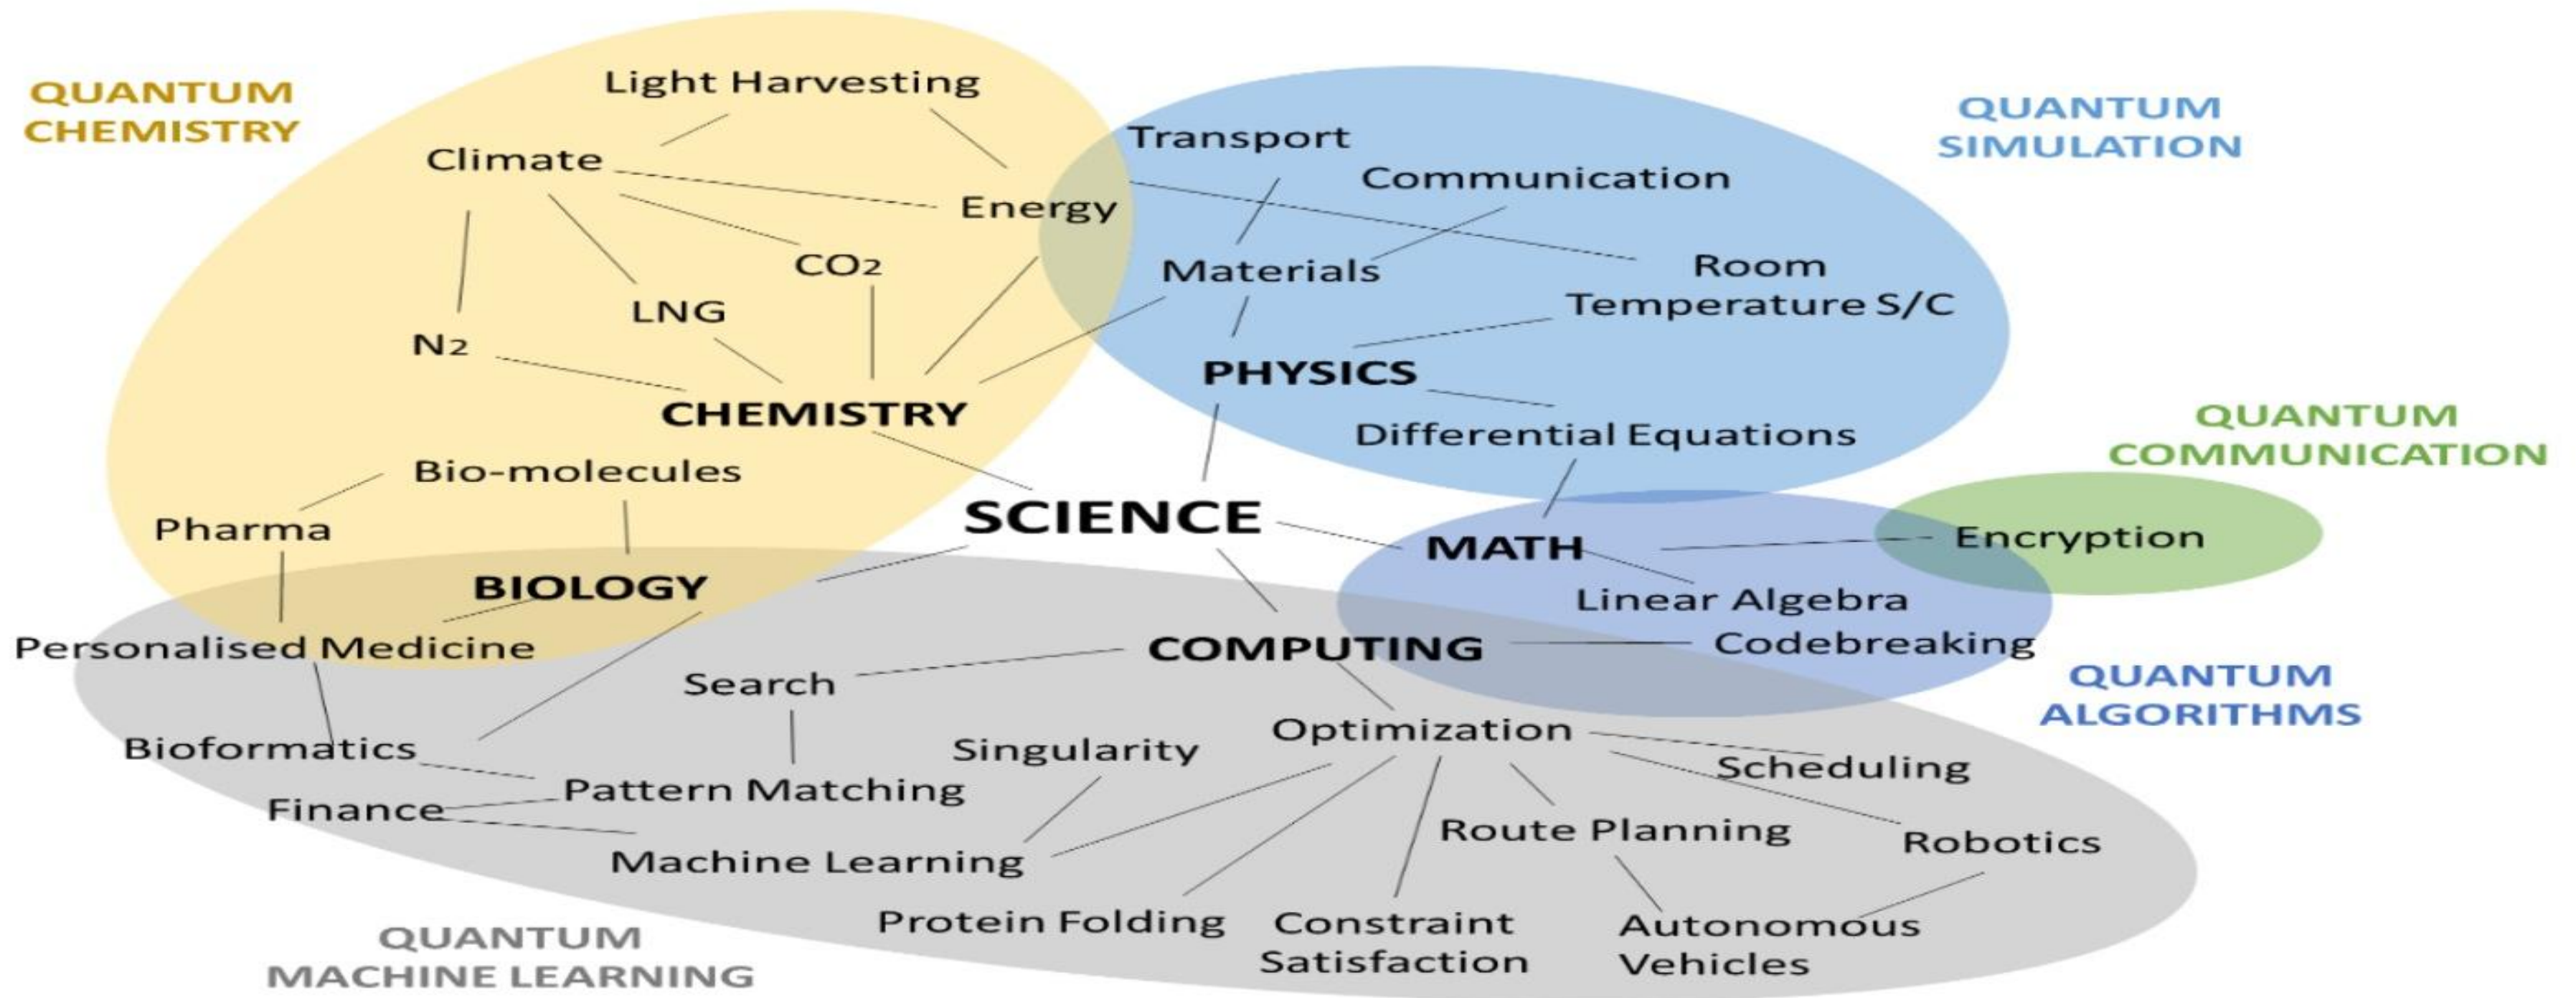 QUANTUM
CHEMISTRY
Light Harvesting
Climate
Energy
CO2
LNG
N2
CHEMISTRY
Bio-molecules
Pharma
BIOLOGY
Personalised Medicine
QUANTUM
SIMULATION
Transport
Communication
Materials
Room
Temperature S/C
PHYSICS
Differential Equations
SCIENCE
QUANTUM
COMMUNICATION
Encryption
MATH
Linear Algebra
Codebreaking
QUANTUM
ALGORITHMS
COMPUTING
Search
Optimization
Singularity
Bioformatics
Pattern Matching
Finance
Machine Learning
Scheduling
Route Planning
Robotics
Protein Folding
Constraint
Satisfaction
Autonomous
Vehicles
QUANTUM
MACHINE LEARNING